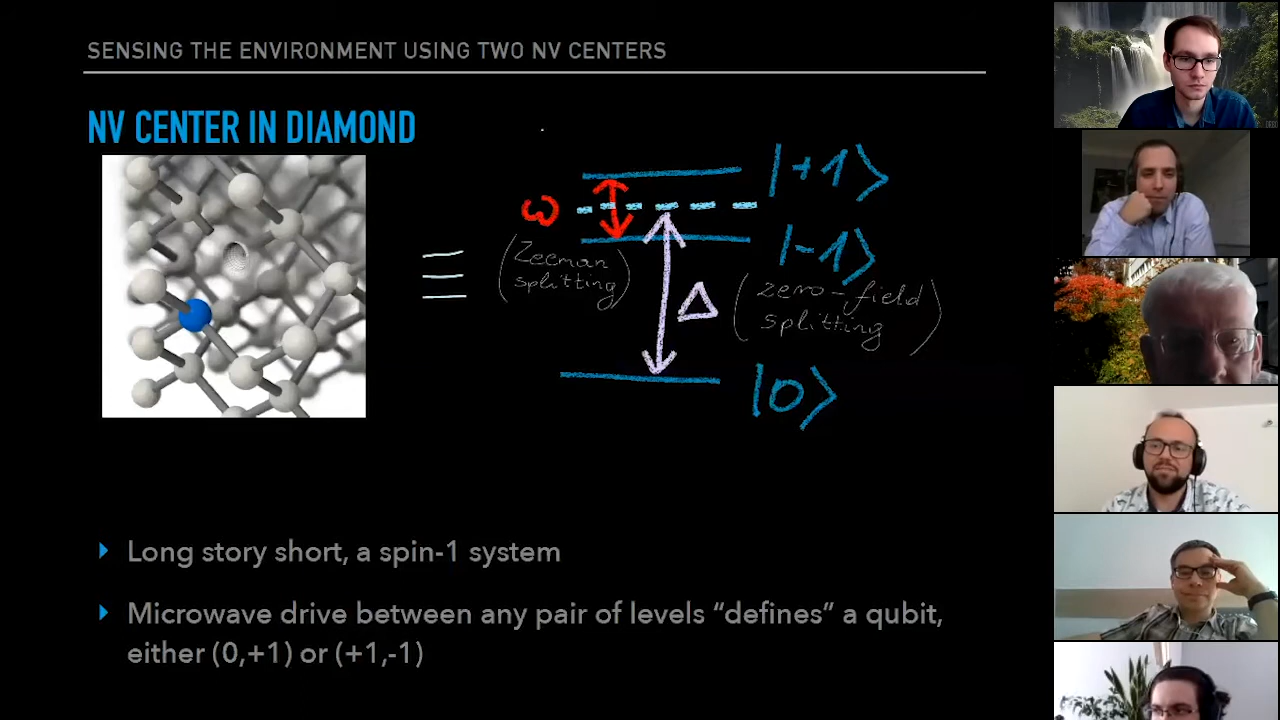 SENSING THE ENVIRONMENT USING TWO NV CENTERS
NV CENTER IN DIAMOND
|+1⟩
ω
|-1⟩
(Zeeman
splitting)
Δ
(zero-field
splitting)
|0⟩
Long story short, a spin-1 system
Microwave drive between any pair of levels “defines” a qubit,
either (0,+1) or (+1,-1)